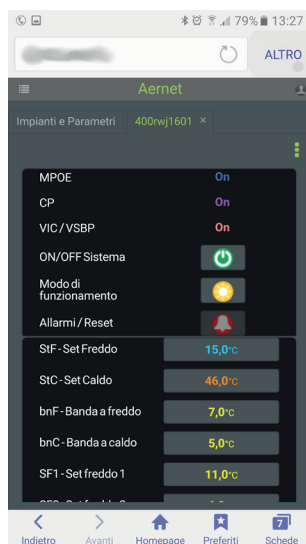 79% 13:27
ALTRO
Aernet
Impianti e Parametri 400rwj1601 ×
MPOE On
CP On
VIC / VSBP On
ON/OFF Sistema
Modo di
funzionamento
Allarmi / Reset
StF - Set Freddo 15,0°C
StC - Set Caldo 46,0°C
bnF - Banda a freddo 7,0°C
bnC - Banda a caldo 5,0°C
SF1 - Set freddo 1 11,0°C
7
Indietro Avanti Homepage Preferiti Schede